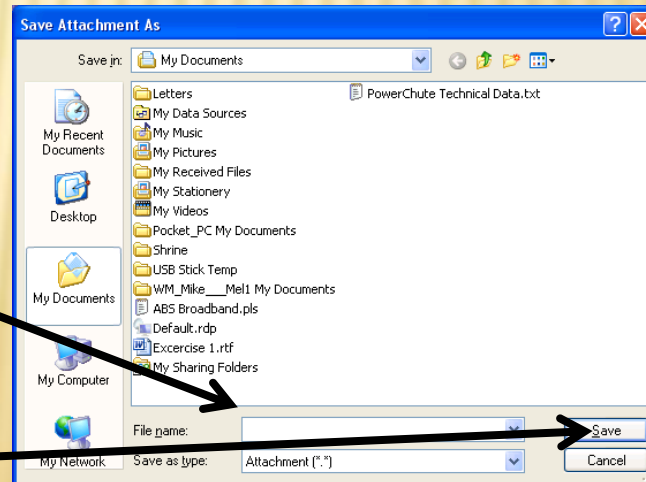 Save Attachment As
Save in: My Documents
My Recent
Documents
Desktop
My Documents
My Computer
My Network
Letters
My Data Sources
My Music
My Pictures
My Received Files
My Stationery
My Videos
Pocket_PC My Documents
Shrine
USB Stick Temp
WM_Mike___Mel1 My Documents
ABS Broadband.pls
Default.rdp
Excercise 1.rtf
My Sharing Folders
PowerChute Technical Data.txt
File name:
Save
Save as type: Attachment (*.*)
Cancel